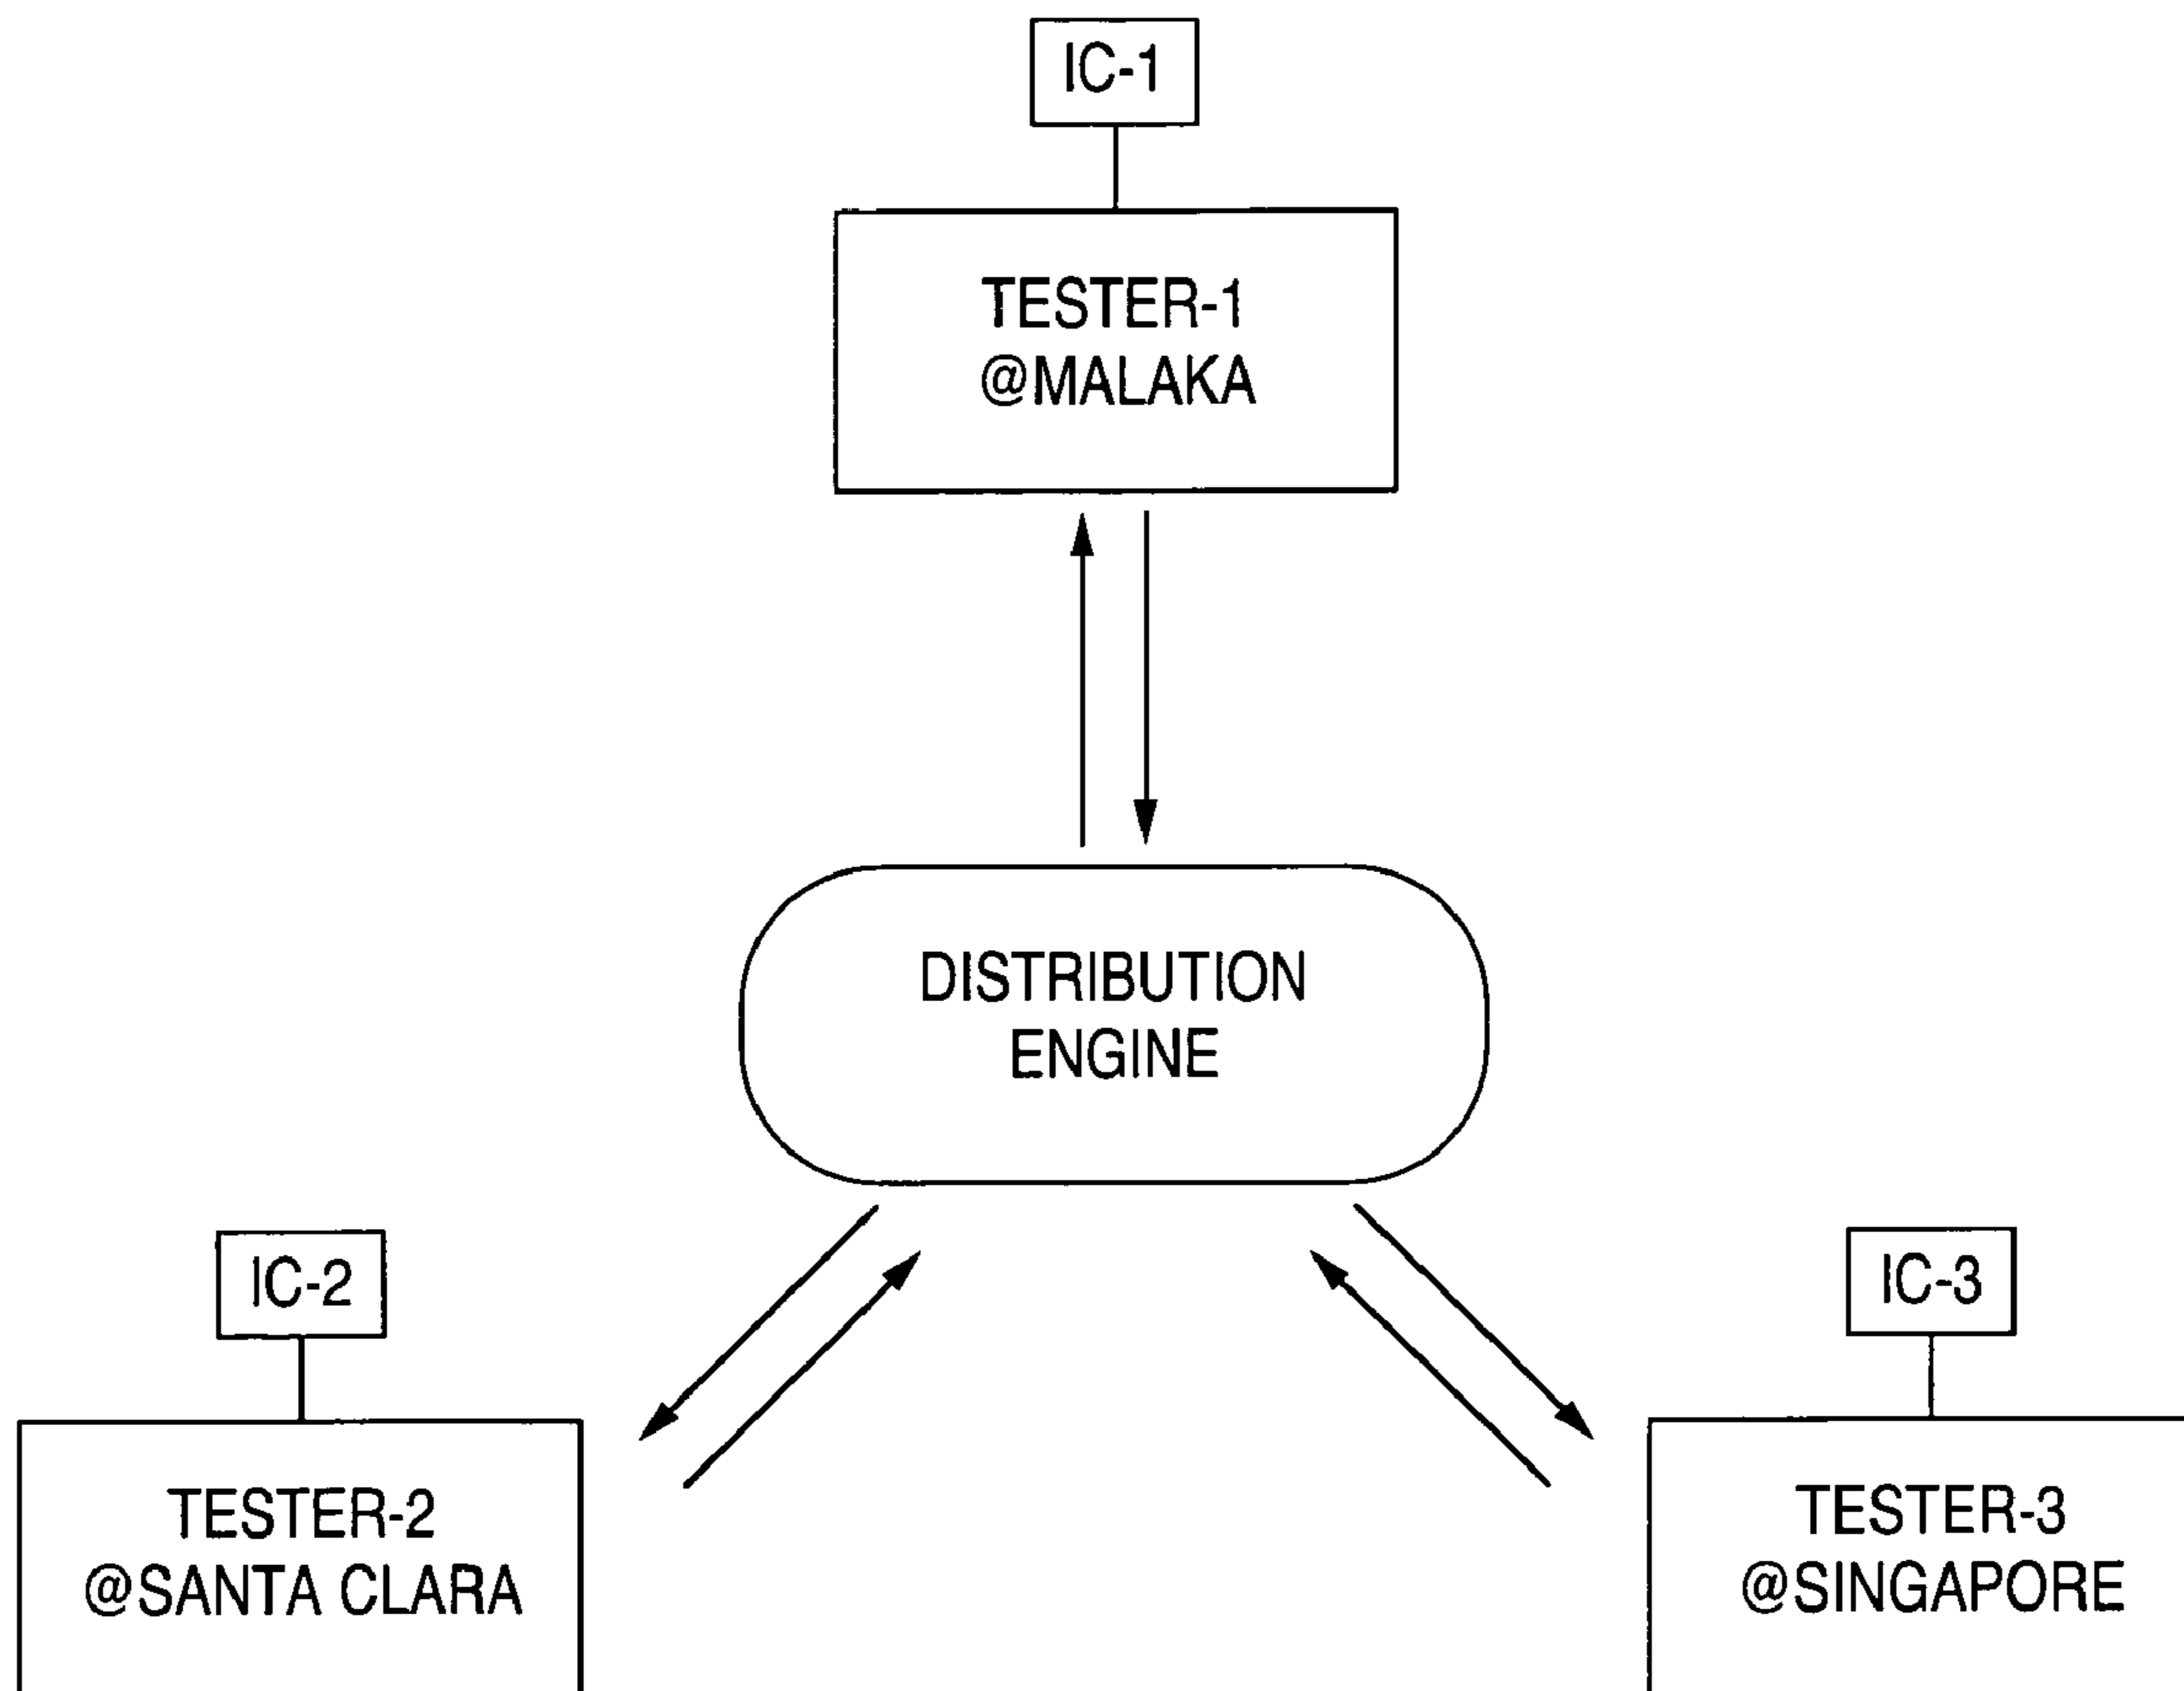 IC-1
TESTER-1
@MALAKA
DISTRIBUTION
ENGINE
IC-2
TESTER-2
@SANTA CLARA
IC-3
TESTER-3
@SINGAPORE